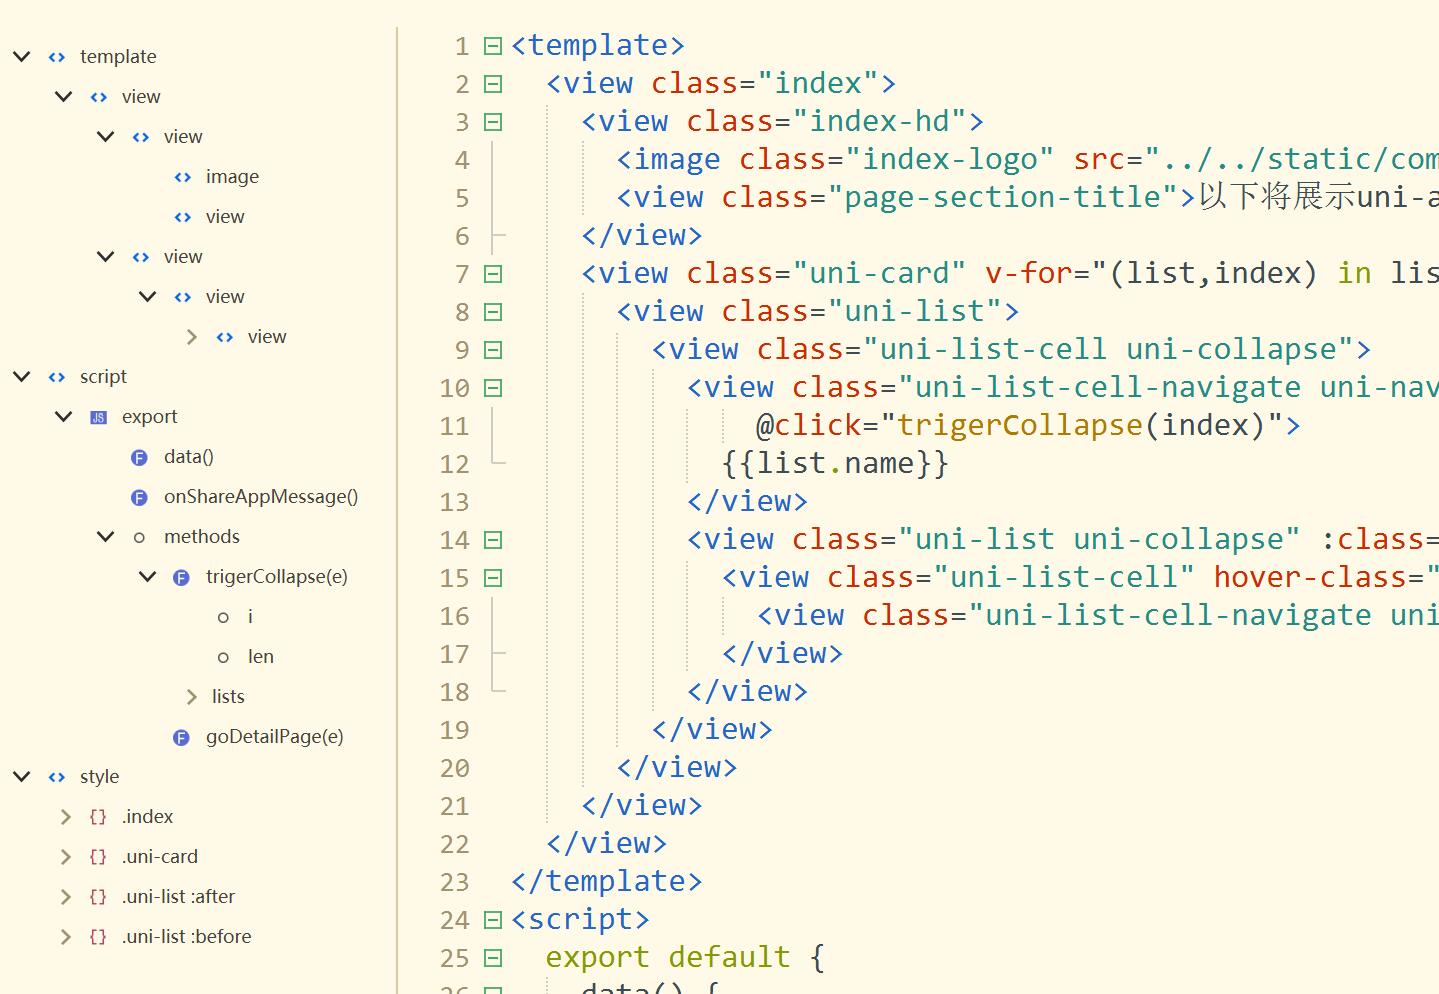 template
view
view
image
view
view
view
view
script
export
data()
onShareAppMessage()
methods
trigerCollapse(e)
i
len
lists
goDetailPage(e)
style
.index
.uni-card
.uni-list :after
.uni-list :before
1 <template>
2 <view class="index">
3 <view class="index-hd">
4 <image class="index-logo" src="../../static/com
5 <view class="page-section-title">以下将展示uni-a
6 </view>
7 <view class="uni-card" v-for="(list,index) in lis
8 <view class="uni-list">
9 <view class="uni-list-cell uni-collapse">
10 <view class="uni-list-cell-navigate uni-nav
11 @click="trigerCollapse(index)">
12 {{list.name}}
13 </view>
14 <view class="uni-list uni-collapse" :class=
15 <view class="uni-list-cell" hover-class="
16 <view class="uni-list-cell-navigate uni
17 </view>
18 </view>
19 </view>
20 </view>
21 </view>
22 </view>
23 </template>
24 <script>
25 export default {
26 data() {